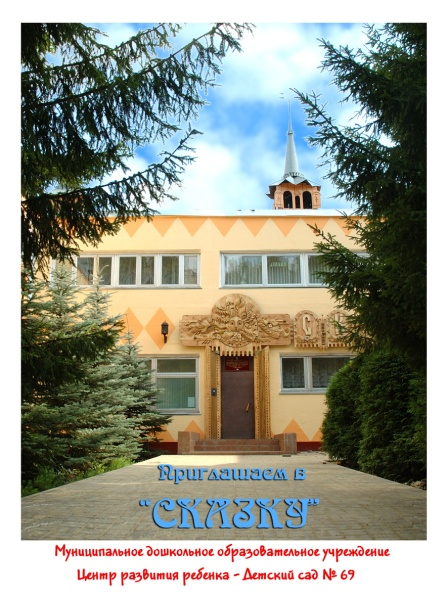 Приглашаем в
"СКАЗКУ"
Муниципальное дошкольное образовательное учреждение
Центр развития ребенка - Детский сад № 69